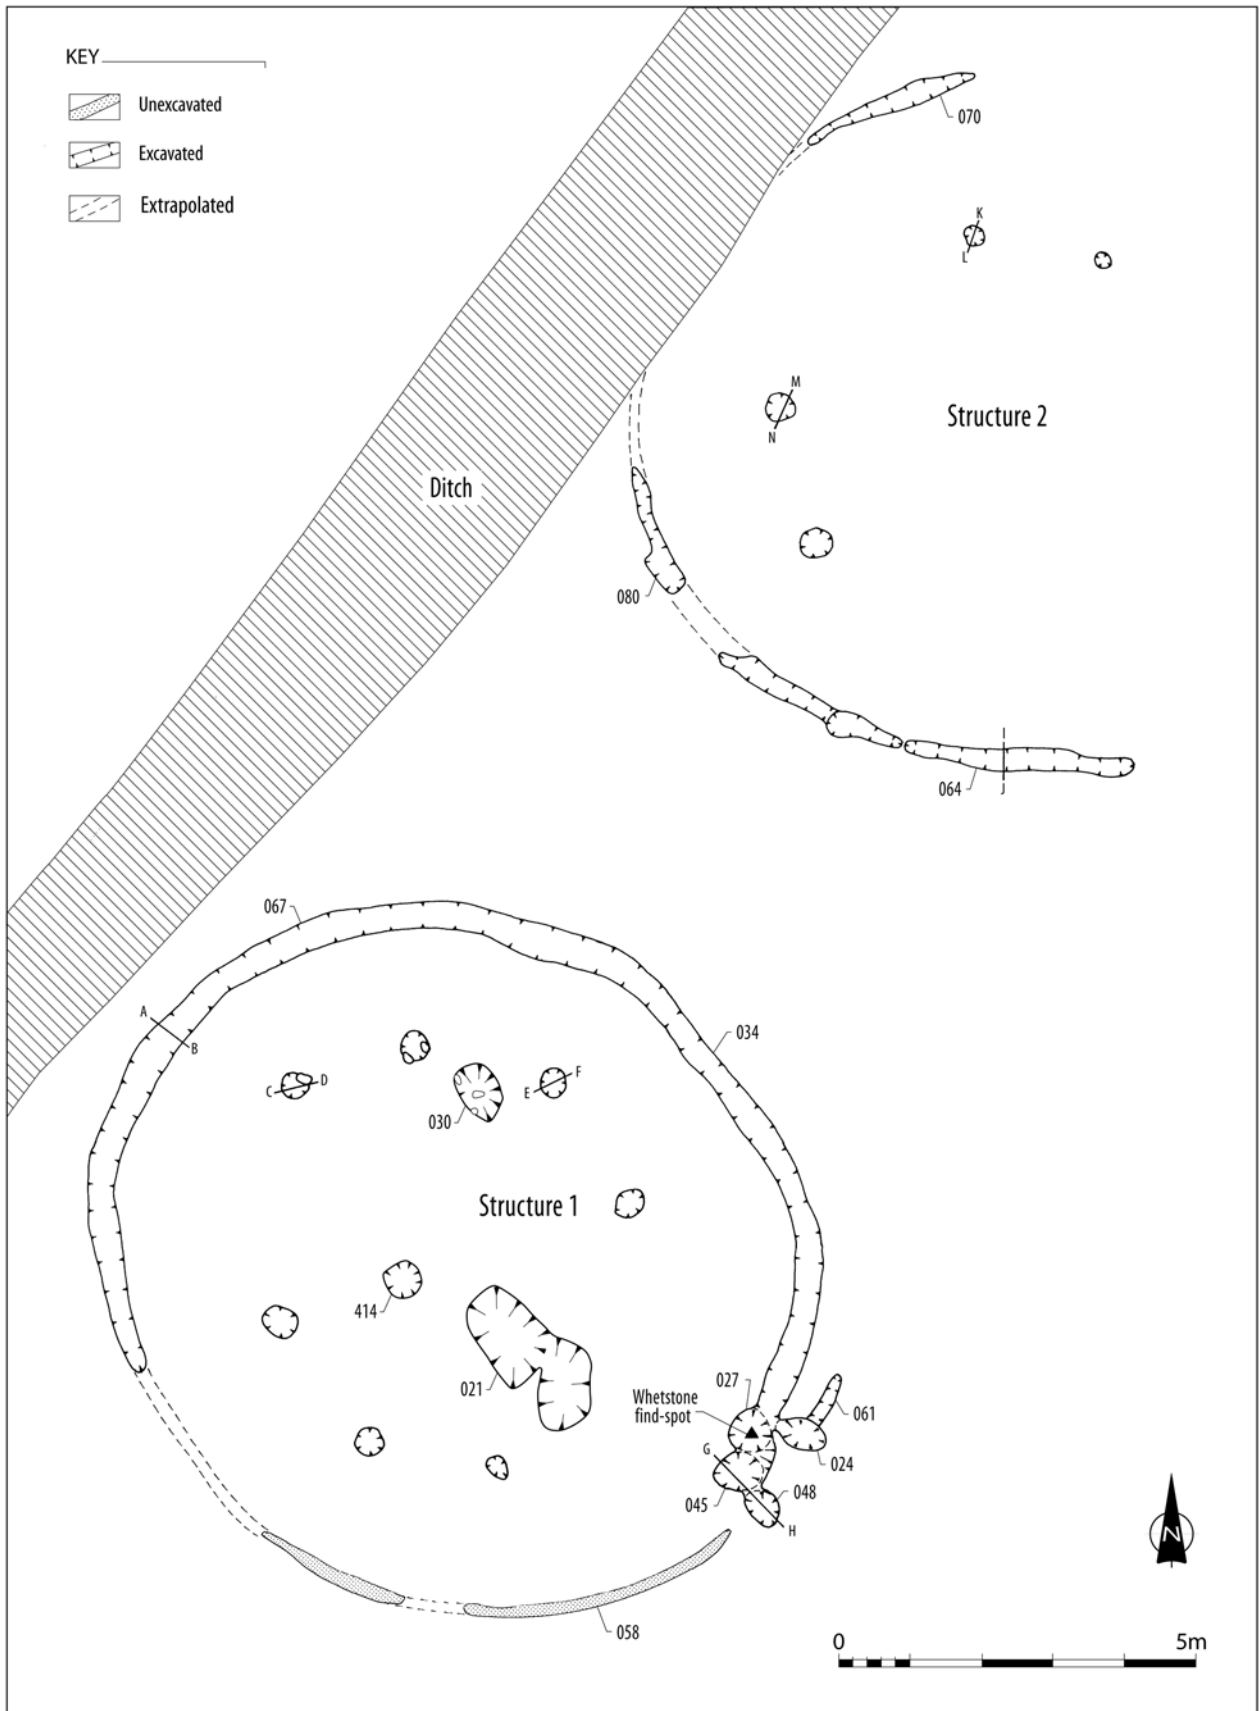 KEY
Unexcavated
Excavated
Extrapolated
070
K
L
M
N
Structure 2
Ditch
080
064
J
067
A
B
034
C
D
E
F
030
Structure 1
414
021
027
Whetstone
find-spot
061
024
G
045
048
H
058
N
0
5m